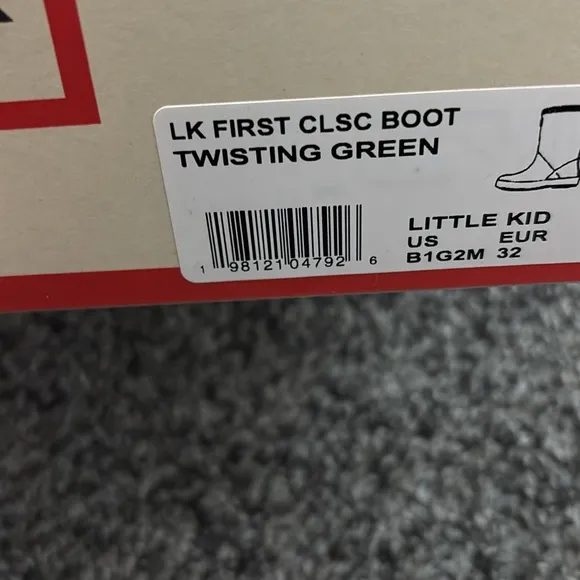 LK FIRST CLSC BOOT
TWISTING GREEN
LITTLE KID
US EUR
B1G2M 32
1 98121 04792 6